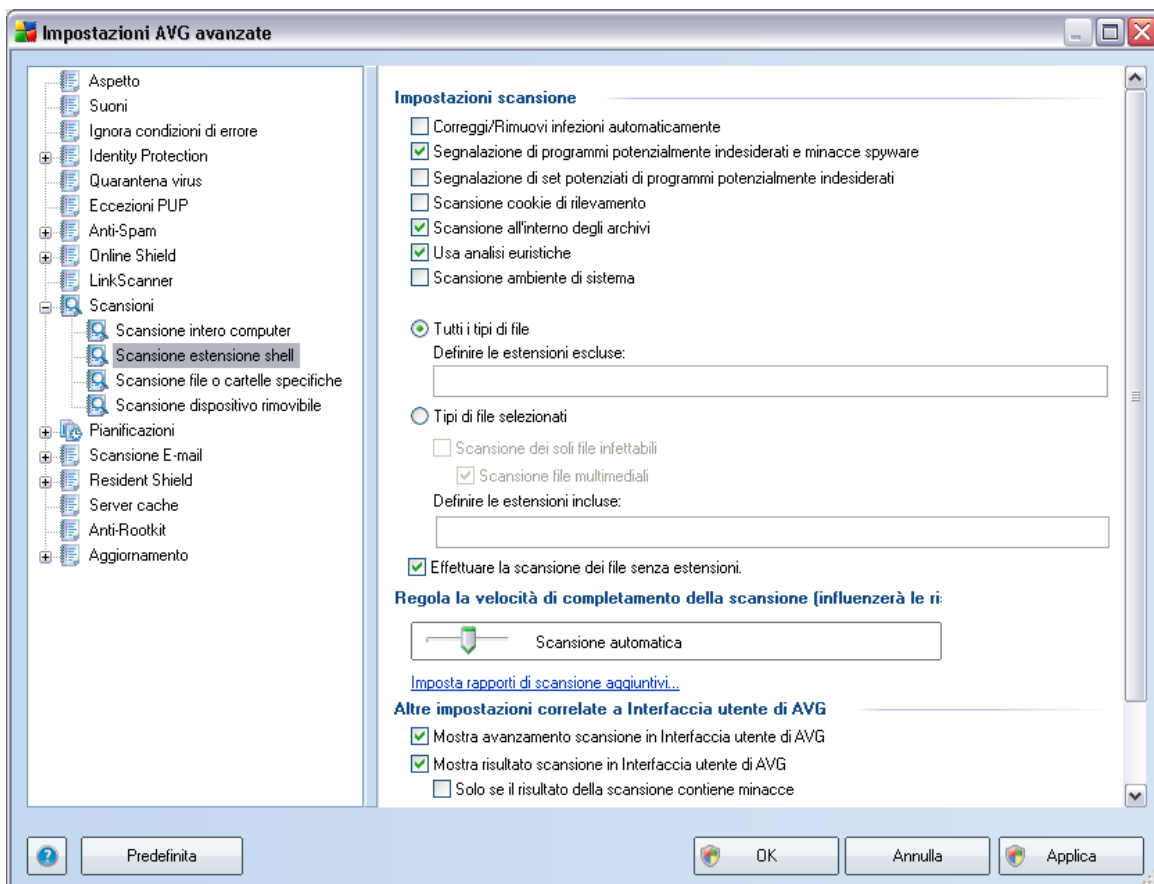 Impostazioni AVG avanzate
Aspetto
Suoni
Ignora condizioni di errore
Identity Protection
Quarantena virus
Eccezioni PUP
Anti-Spam
Online Shield
LinkScanner
Scansioni
Scansione intero computer
Scansione estensione shell
Scansione file o cartelle specifiche
Scansione dispositivo rimovibile
Pianificazioni
Scansione E-mail
Resident Shield
Server cache
Anti-Rootkit
Aggiornamento
Impostazioni scansione
Correggi/Rimuovi infezioni automaticamente
Segnalazione di programmi potenzialmente indesiderati e minacce spyware
Segnalazione di set potenziati di programmi potenzialmente indesiderati
Scansione cookie di rilevamento
Scansione all'interno degli archivi
Usa analisi euristiche
Scansione ambiente di sistema
Tutti i tipi di file
Definire le estensioni escluse:
Tipi di file selezionati
Scansione dei soli file infettabili
Scansione file multimediali
Definire le estensioni incluse:
Effettuare la scansione dei file senza estensioni.
Regola la velocità di completamento della scansione (influenzerà le ri:
Scansione automatica
Imposta rapporti di scansione aggiuntivi...
Altre impostazioni correlate a Interfaccia utente di AVG
Mostra avanzamento scansione in Interfaccia utente di AVG
Mostra risultato scansione in Interfaccia utente di AVG
Solo se il risultato della scansione contiene minacce
? Predefinita OK Annulla Applica